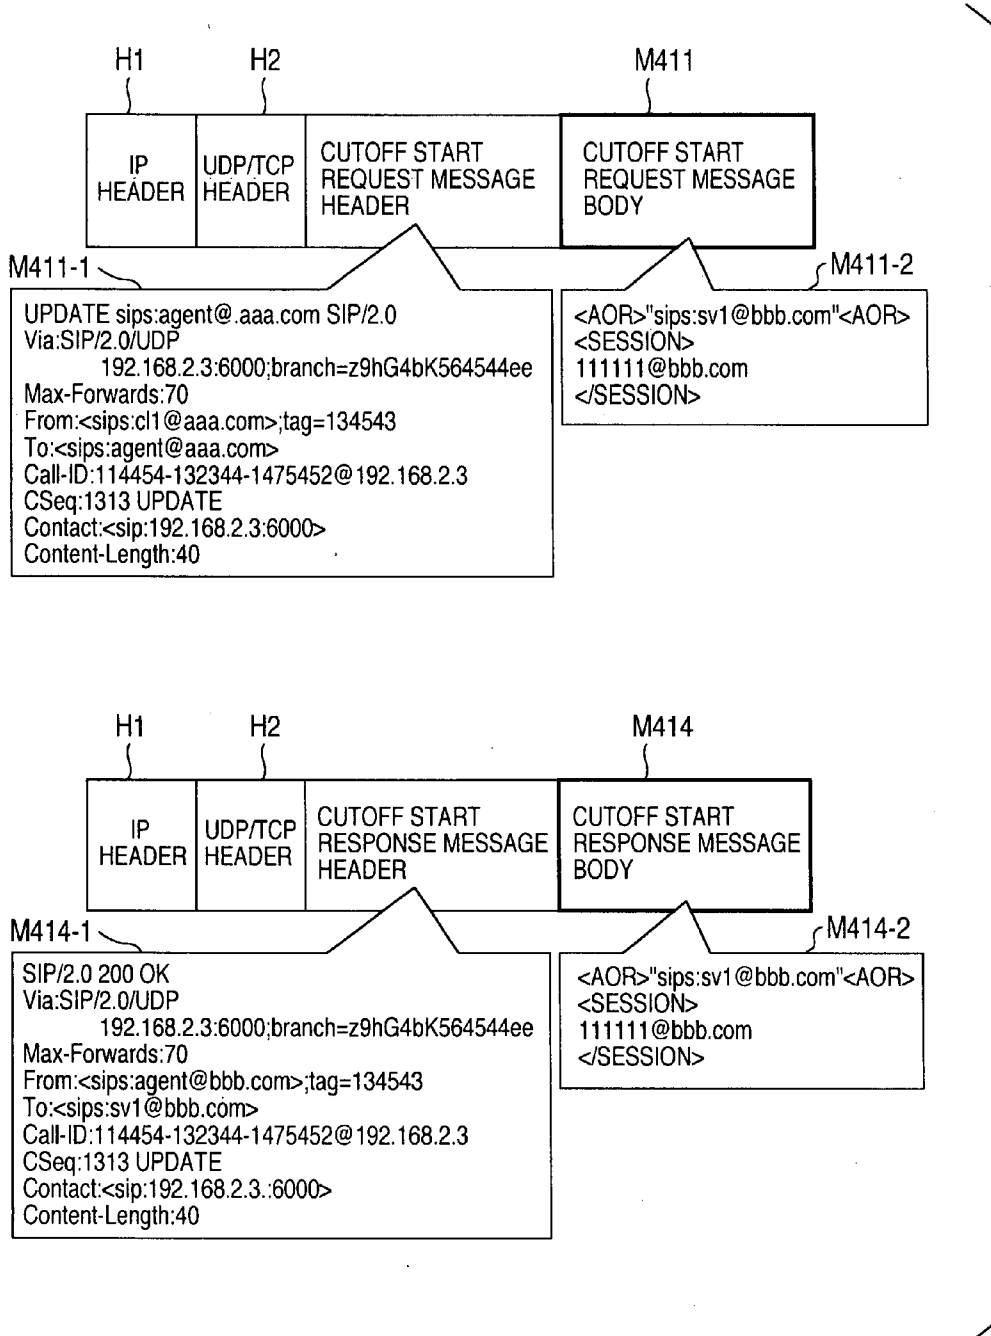 H1
H2
M411
IP
HEADER
UDP/TCP
HEADER
CUTOFF START
REQUEST MESSAGE
HEADER
CUTOFF START
REQUEST MESSAGE
BODY
M411-1
M411-2
UPDATE sips:agent@.aaa.com SIP/2.0
Via:SIP/2.0/UDP
192.168.2.3:6000;branch=z9hG4bK564544ee
Max-Forwards:70
From:<sips:cl1@aaa.com>;tag=134543
To:<sips:agent@aaa.com>
Call-ID:114454-132344-1475452@192.168.2.3
CSeq:1313 UPDATE
Contact:<sip:192.168.2.3:6000>
Content-Length:40
<AOR>"sips:sv1@bbb.com"<AOR>
<SESSION>
111111@bbb.com
</SESSION>
H1
H2
M414
IP
HEADER
UDP/TCP
HEADER
CUTOFF START
RESPONSE MESSAGE
HEADER
CUTOFF START
RESPONSE MESSAGE
BODY
M414-1
M414-2
SIP/2.0 200 OK
Via:SIP/2.0/UDP
192.168.2.3:6000;branch=z9hG4bK564544ee
Max-Forwards:70
From:<sips:agent@bbb.com>;tag=134543
To:<sips:sv1@bbb.com>
Call-ID:114454-132344-1475452@192.168.2.3
CSeq:1313 UPDATE
Contact:<sip:192.168.2.3.:6000>
Content-Length:40
<AOR>"sips:sv1@bbb.com"<AOR>
<SESSION>
111111@bbb.com
</SESSION>